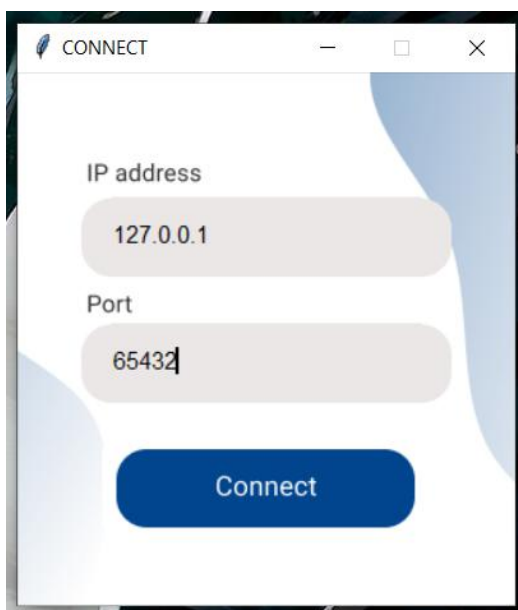 CONNECT
IP address
127.0.0.1
Port
65432
Connect